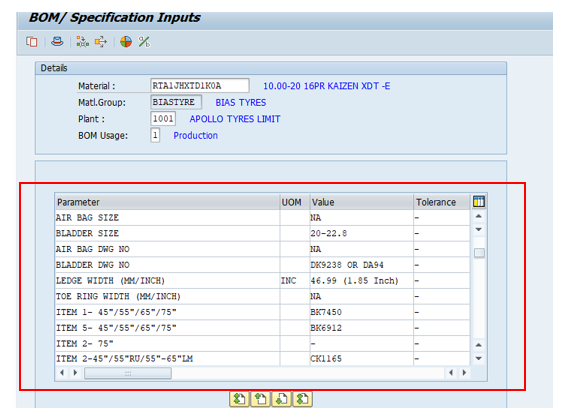 BOM/ Specification Inputs
Details
Material : RTA1JHXTD1K0A 10.00-20 16PR KAIZEN XDT -E
Matl.Group: BIASTYRE BIAS TYRES
Plant : 1001 APOLLO TYRES LIMIT
BOM Usage: 1 Production
Parameter UOM Value Tolerance
AIR BAG SIZE NA -
BLADDER SIZE 20-22.8 -
AIR BAG DWG NO NA -
BLADDER DWG NO DK9238 OR DA94 -
LEDGE WIDTH (MM/INCH) INC 46.99 (1.85 Inch) -
TOE RING WIDTH (MM/INCH) NA -
ITEM 1- 45"/55"/65"/75" BK7450 -
ITEM 5- 45"/55"/65"/75" BK6912 -
ITEM 2- 75" - -
ITEM 2-45"/55"RU/55"-65"LM CK1165 -